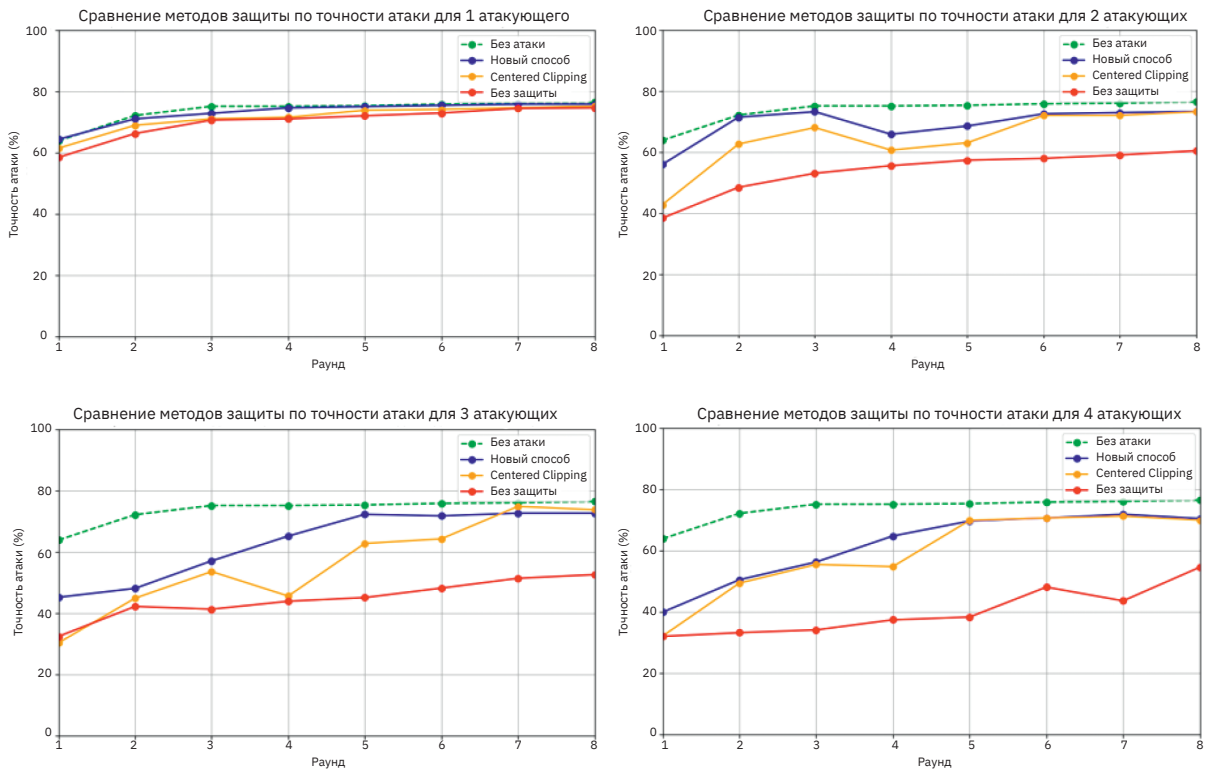 Сравнение методов защиты по точности атаки для 1 атакующего
100
80
60
40
20
0
Точность атаки (%)
1 2 3 4 5 6 7 8
Раунд
Без атаки
Новый способ
Centered Clipping
Без защиты
Сравнение методов защиты по точности атаки для 2 атакующих
100
80
60
40
20
0
Точность атаки (%)
1 2 3 4 5 6 7 8
Раунд
Без атаки
Новый способ
Centered Clipping
Без защиты
Сравнение методов защиты по точности атаки для 3 атакующих
100
80
60
40
20
0
Точность атаки (%)
1 2 3 4 5 6 7 8
Раунд
Без атаки
Новый способ
Centered Clipping
Без защиты
Сравнение методов защиты по точности атаки для 4 атакующих
100
80
60
40
20
0
Точность атаки (%)
1 2 3 4 5 6 7 8
Раунд
Без атаки
Новый способ
Centered Clipping
Без защиты